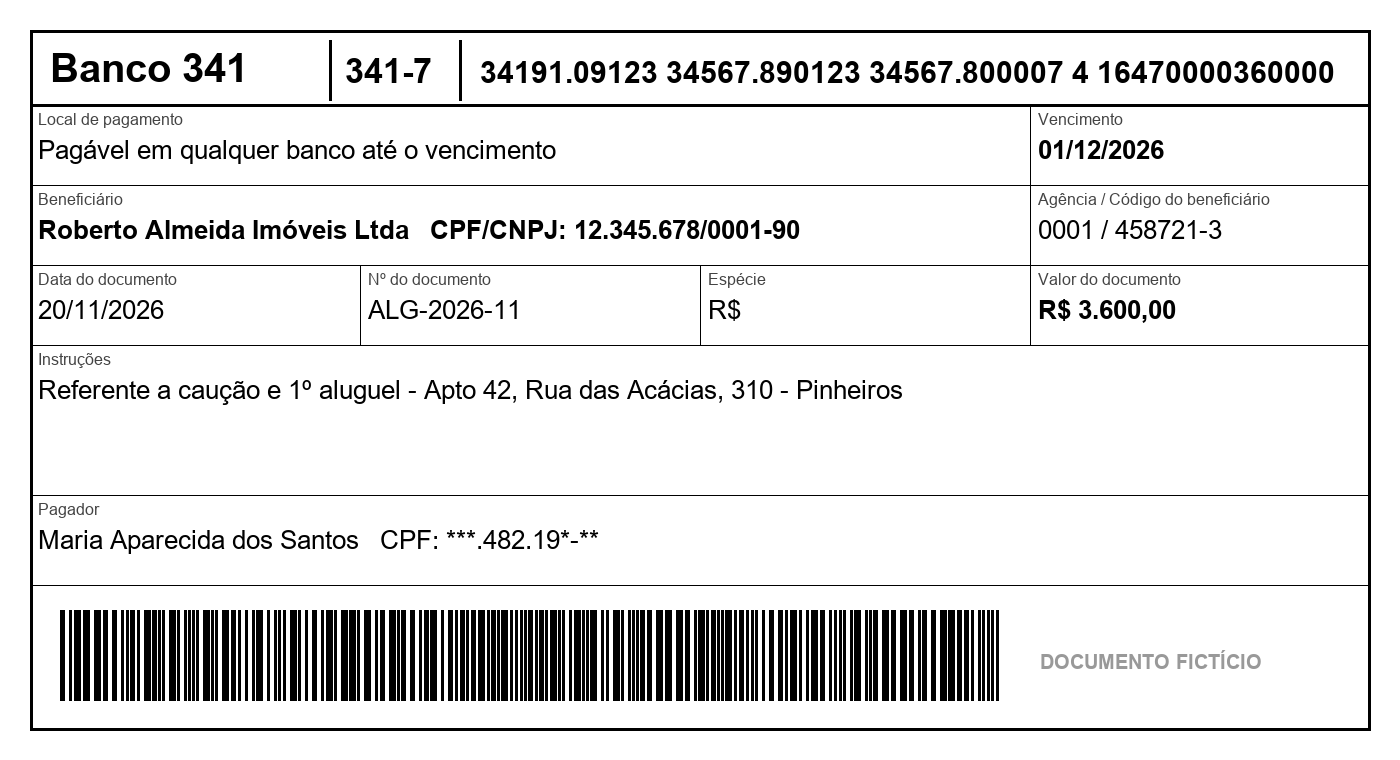 Banco 341 341-7 34191.09123 34567.890123 34567.800007 4 16470000360000
Local de pagamento
Pagável em qualquer banco até o vencimento
Vencimento
01/12/2026
Beneficiário
Roberto Almeida Imóveis Ltda CPF/CNPJ: 12.345.678/0001-90
Agência / Código do beneficiário
0001 / 458721-3
Data do documento
20/11/2026
Nº do documento
ALG-2026-11
Espécie
R$
Valor do documento
R$ 3.600,00
Instruções
Referente a caução e 1º aluguel - Apto 42, Rua das Acácias, 310 - Pinheiros
Pagador
Maria Aparecida dos Santos CPF: ***.482.19*-**
DOCUMENTO FICTÍCIO